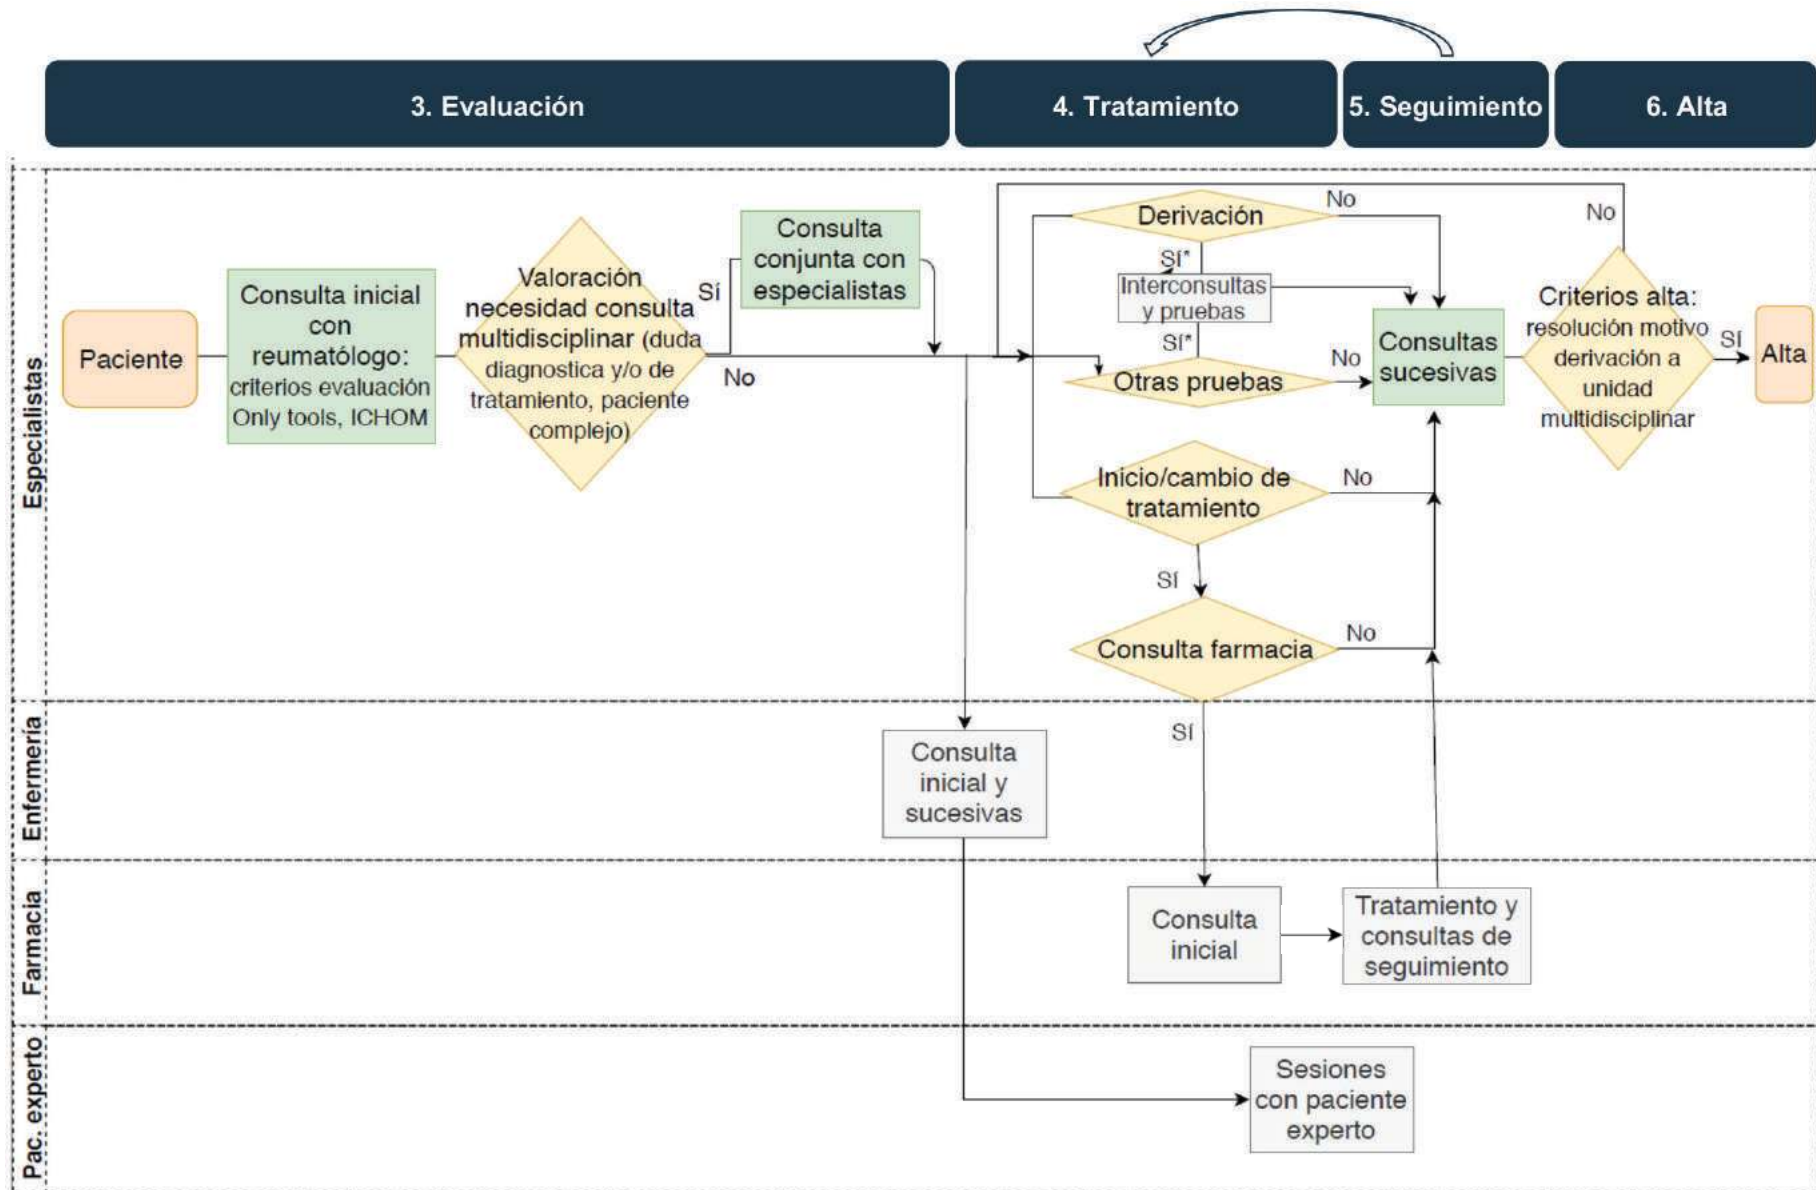 3. Evaluación
4. Tratamiento
5. Seguimiento
6. Alta
Especialistas
Paciente
Consulta inicial
con
reumatólogo:
criterios evaluación
Only tools, ICHOM
Valoración
necesidad consulta
multidisciplinar (duda
diagnostica y/o de
tratamiento, paciente
complejo)
Sí
No
Consulta
conjunta con
especialistas
Derivación
No
Sí*
Interconsultas
y pruebas
Sí*
Otras pruebas
No
Inicio/cambio de
tratamiento
No
Sí
Consulta farmacia
No
Sí
Consultas
sucesivas
No
Criterios alta:
resolución motivo
derivación a
unidad
multidisciplinar
Sí
Alta
Enfermería
Consulta
inicial y
sucesivas
Farmacia
Consulta
inicial
Tratamiento y
consultas de
seguimiento
Pac. experto
Sesiones
con paciente
experto